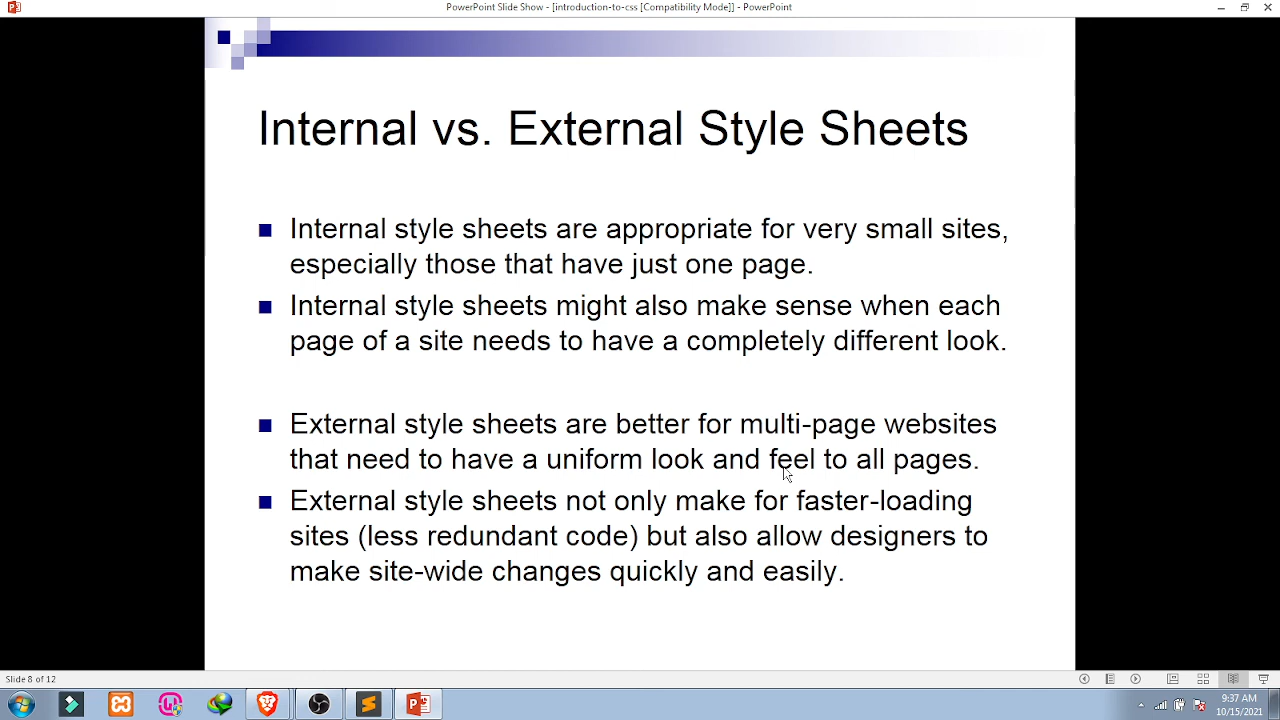 PowerPoint Slide Show - [introduction-to-css [Compatibility Mode]] - PowerPoint
Internal vs. External Style Sheets
Internal style sheets are appropriate for very small sites,
especially those that have just one page.
Internal style sheets might also make sense when each
page of a site needs to have a completely different look.
External style sheets are better for multi-page websites
that need to have a uniform look and feel to all pages.
External style sheets not only make for faster-loading
sites (less redundant code) but also allow designers to
make site-wide changes quickly and easily.
Slide 8 of 12
9:37 AM
10/15/2021